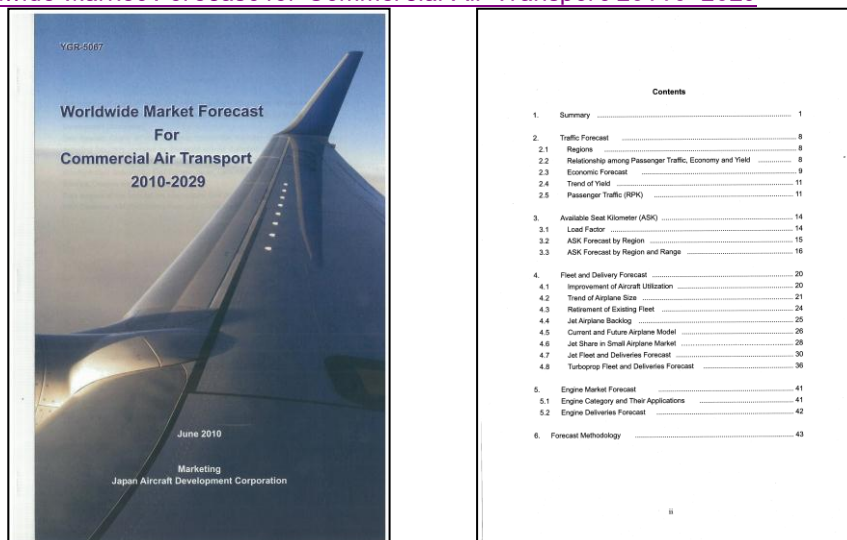 Market Forecast for Commercial Air Transport
YGR-5067
Worldwide Market Forecast
For
Commercial Air Transport
2010-2029
June 2010
Marketing
Japan Aircraft Development Corporation
Contents
1. Summary ........ 1
2. Traffic Forecast ........ 8
2.1 Regions ........ 8
2.2 Relationship among Passenger Traffic, Economy and Yield ........ 8
2.3 Economic Forecast ........ 9
2.4 Trend of Yield ........ 11
2.5 Passenger Traffic (RPK) ........ 11
3. Available Seat Kilometer (ASK) ........ 14
3.1 Load Factor ........ 14
3.2 ASK Forecast by Region ........ 15
3.3 ASK Forecast by Region and Range ........ 16
4. Fleet and Delivery Forecast ........ 20
4.1 Improvement of Aircraft Utilization ........ 20
4.2 Trend of Airplane Size ........ 21
4.3 Retirement of Existing Fleet ........ 24
4.4 Jet Airplane Backlog ........ 25
4.5 Current and Future Airplane Model ........ 26
4.6 Jet Share in Small Airplane Market ........ 28
4.7 Jet Fleet and Deliveries Forecast ........ 30
4.8 Turboprop Fleet and Deliveries Forecast ........ 36
5. Engine Market Forecast ........ 41
5.1 Engine Category and Their Applications ........ 41
5.2 Engine Deliveries Forecast ........ 42
6. Forecast Methodology ........ 43
ii